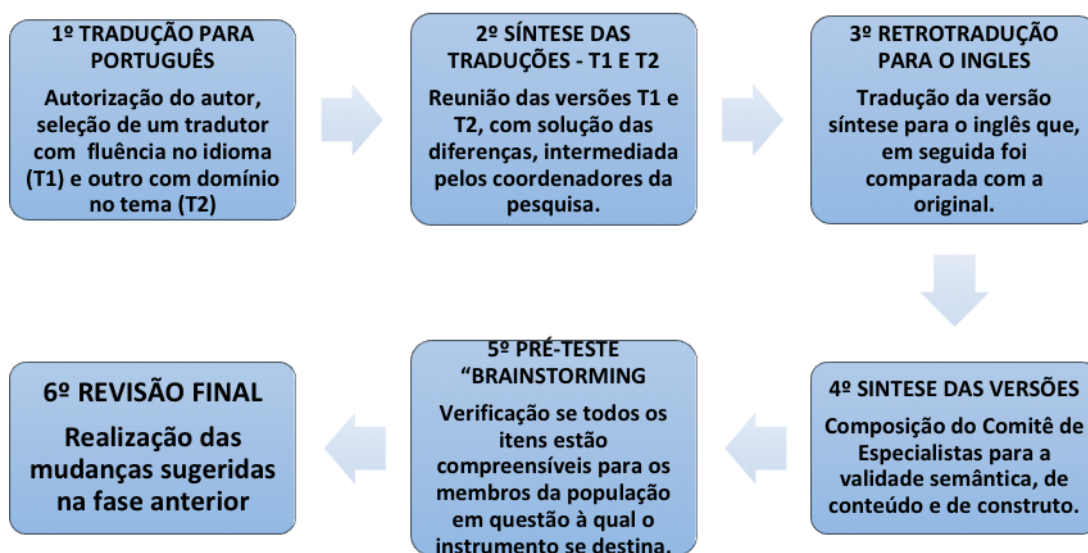 1º TRADUÇÃO PARA
PORTUGUÊS
Autorização do autor,
seleção de um tradutor
com fluência no idioma
(T1) e outro com domínio
no tema (T2)
2º SÍNTESE DAS
TRADUÇÕES - T1 E T2
Reunião das versões T1 e
T2, com solução das
diferenças, intermediada
pelos coordenadores da
pesquisa.
3º RETROTRADUÇÃO
PARA O INGLES
Tradução da versão
síntese para o inglês que,
em seguida foi
comparada com a
original.
4º SINTESE DAS VERSÕES
Composição do Comitê de
Especialistas para a
validade semântica, de
conteúdo e de construto.
5º PRÉ-TESTE
“BRAINSTORMING
Verificação se todos os
itens estão
compreensíveis para os
membros da população
em questão à qual o
instrumento se destina.
6º REVISÃO FINAL
Realização das
mudanças sugeridas
na fase anterior